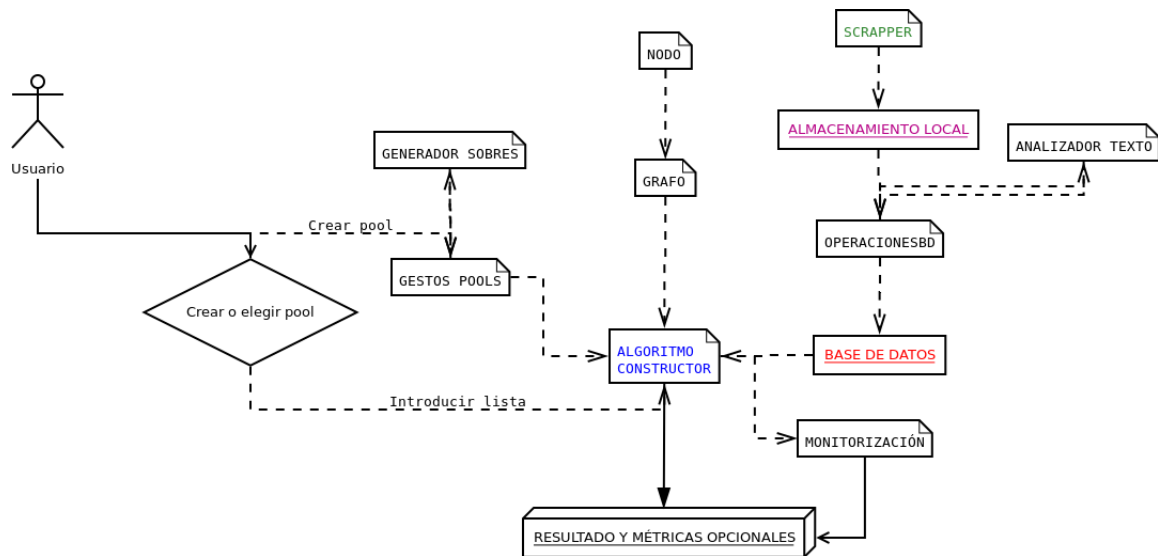 SCRAPPER
NODO
Usuario
GENERADOR SOBRES
ALMACENAMIENTO LOCAL
ANALIZADOR TEXTO
GRAFO
Crear pool
OPERACIONESBD
GESTOS POOLS
Crear o elegir pool
ALGORITMO
CONSTRUCTOR
BASE DE DATOS
Introducir lista
MONITORIZACIÓN
RESULTADO Y MÉTRICAS OPCIONALES